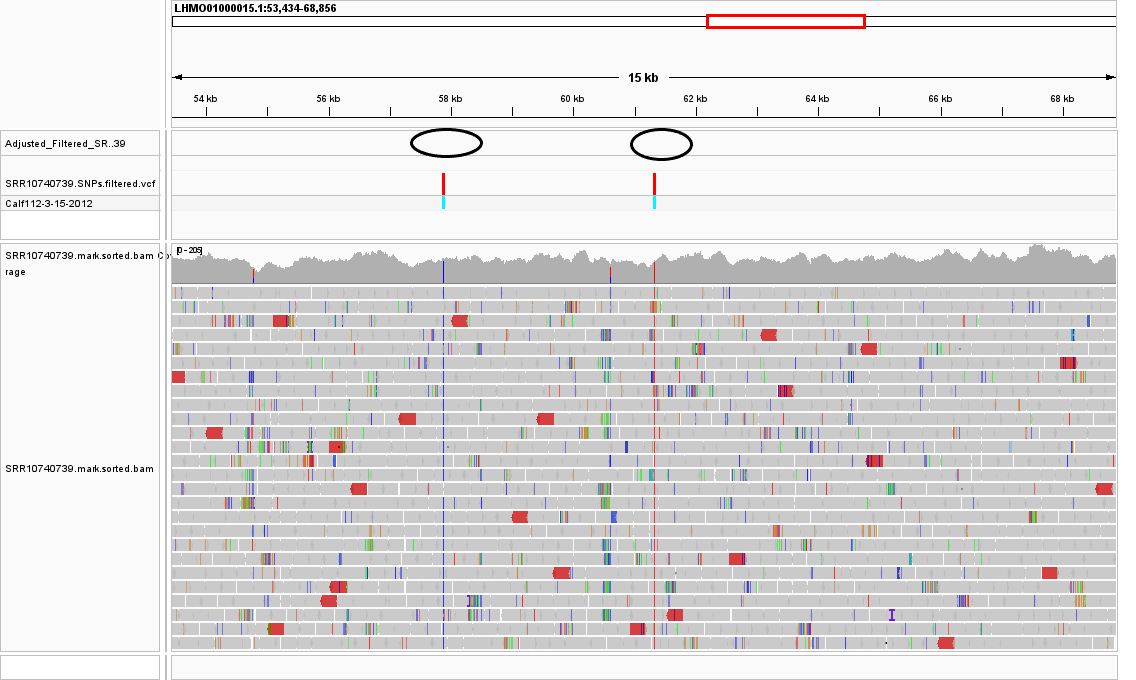 LHMO01000015.1:53,434-68,856
15 kb
54 kb 56 kb 58 kb 60 kb 62 kb 64 kb 66 kb 68 kb
Adjusted_Filtered_SR..39
SRR10740739.SNPs.filtered.vcf
Calf112-3-15-2012
SRR10740739.mark.sorted.bam Co
rage
[0 - 205]
SRR10740739.mark.sorted.bam